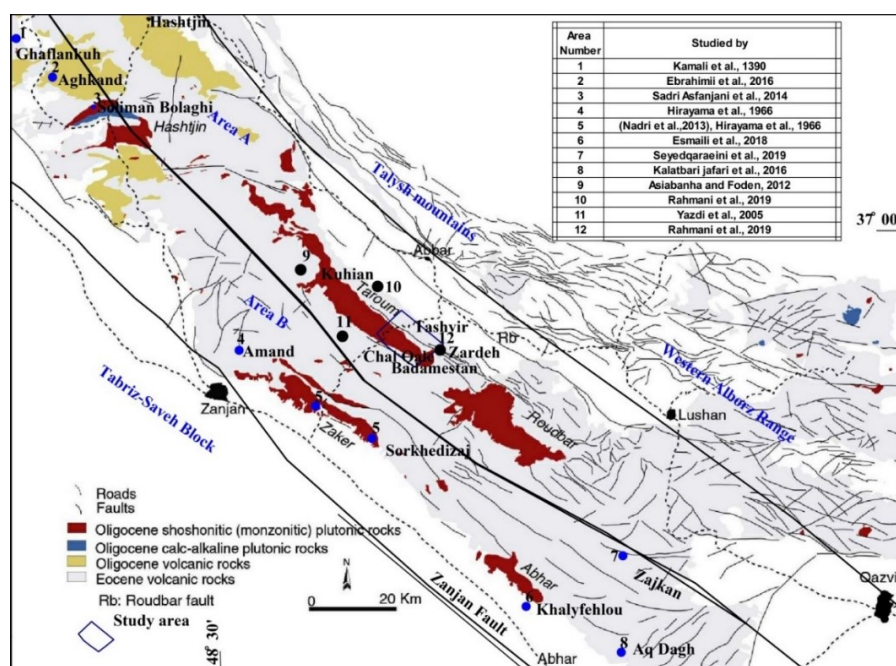 Hashtjin
1
Ghaflankuh
2
Aghkand
3
Soliman Bolaghi
Hashtjin
Area A
Talysh mountains
Area Number Studied by
1 Kamali et al., 1390
2 Ebrahimii et al., 2016
3 Sadri Asfanjani et al., 2014
4 Hirayama, 1966
5 (Nadri et al.,2013), Hirayama et al., 1966
6 Esmaili et al., 2018
7 Seyedqaraeini et al., 2019
8 Kalatbari jafari et al., 2016
9 Asiabanha and Foden, 2012
10 Rahmani et al., 2019
11 Yazdi et al., 2005
12 Rahmani et al., 2019
37° 00
Abbar
9
Kuhian
10
Taroum
Area B
11
Tashvir
Rb
2
Zardeh
Chal Qale
Badamestan
4
Amand
Western Alborz Range
Tabriz-Saveh Block
Zanjan
Lushan
5
Zaker
5
Sorkhedizaj
Roudbar
Roads
Faults
Oligocene shoshonitic (monzonitic) plutonic rocks
Oligocene calc-alkaline plutonic rocks
Oligocene volcanic rocks
Eocene volcanic rocks
Rb: Roudbar fault
Study area
N
0 20 Km
48° 30'
Zanjan Fault
Abhar
7
Zajkan
Qazvi
6
Khalyfehlou
8
Aq Dagh
Abhar